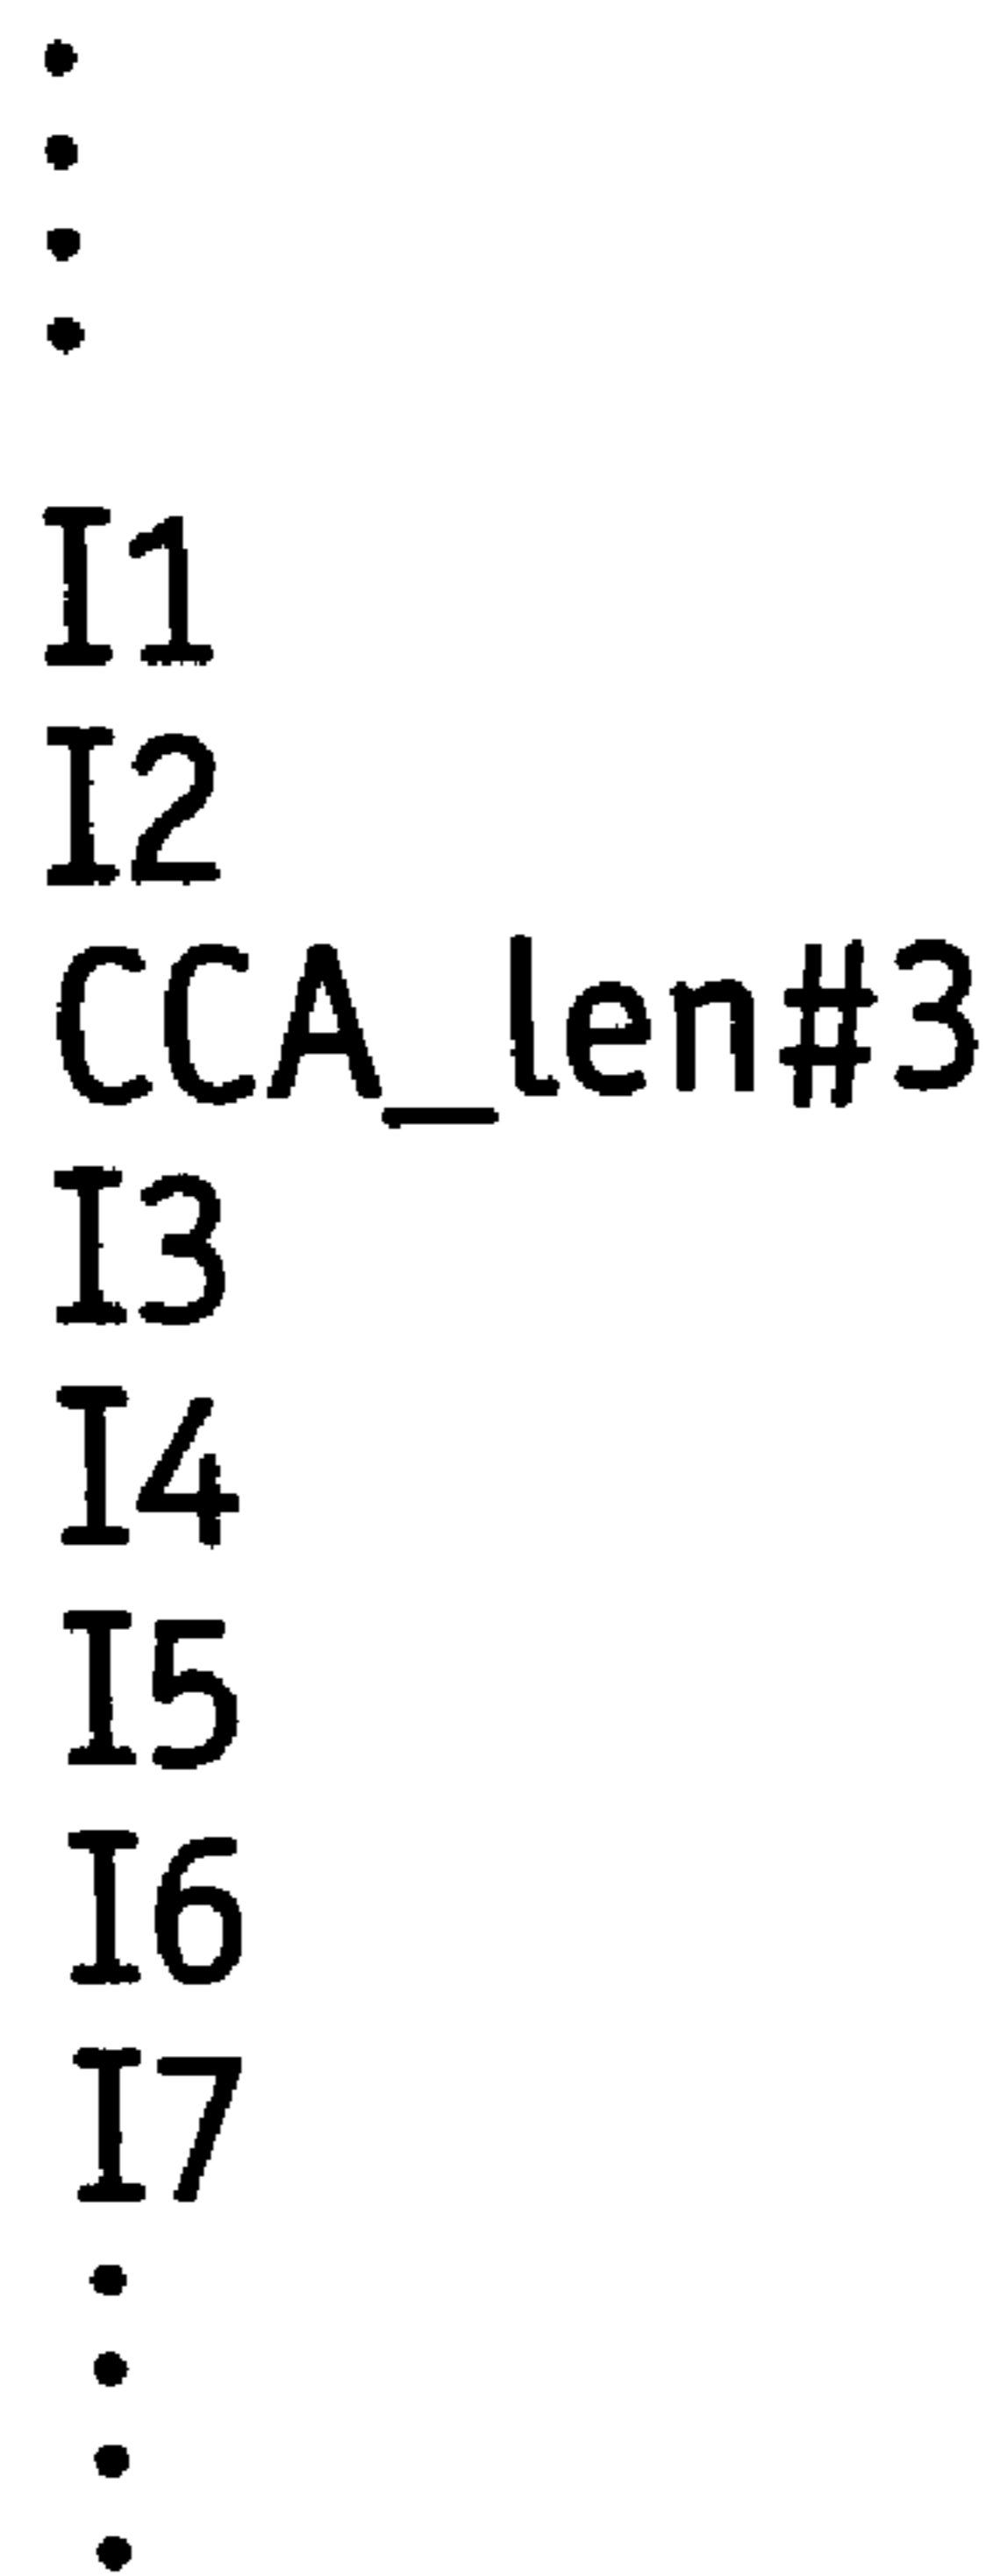 .
.
.
.
I1
I2
CCA_len#3
I3
I4
I5
I6
I7
.
.
.
.